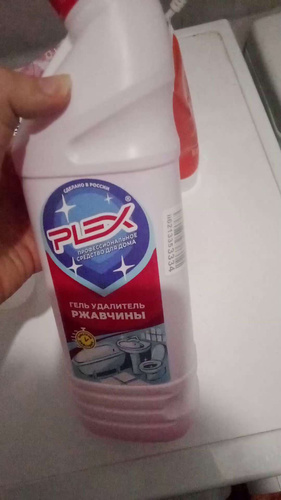 СДЕЛАНО В РОССИИ
PLEX®
ПРОФЕССИОНАЛЬНОЕ
СРЕДСТВО ДЛЯ ДОМА
ГЕЛЬ УДАЛИТЕЛЬ
РЖАВЧИНЫ